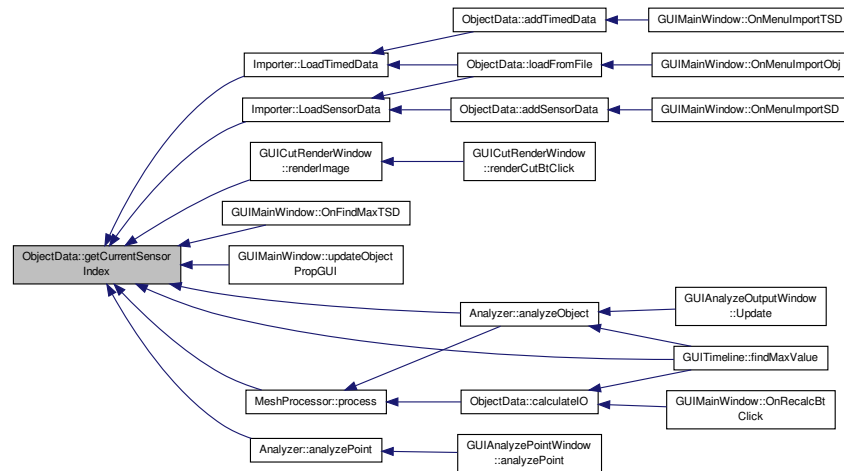 ObjectData::addTimedData
GUIMainWindow::OnMenuImportTSD
Importer::LoadTimedData
ObjectData::loadFromFile
GUIMainWindow::OnMenuImportObj
Importer::LoadSensorData
ObjectData::addSensorData
GUIMainWindow::OnMenuImportSD
GUICutRenderWindow
::renderImage
GUICutRenderWindow
::renderCutBtClick
GUIMainWindow::OnFindMaxTSD
ObjectData::getCurrentSensor
Index
GUIMainWindow::updateObject
PropGUI
Analyzer::analyzeObject
GUIAnalyzeOutputWindow
::Update
GUITimeline::findMaxValue
MeshProcessor::process
ObjectData::calculateIO
GUIMainWindow::OnRecalcBt
Click
Analyzer::analyzePoint
GUIAnalyzePointWindow
::analyzePoint